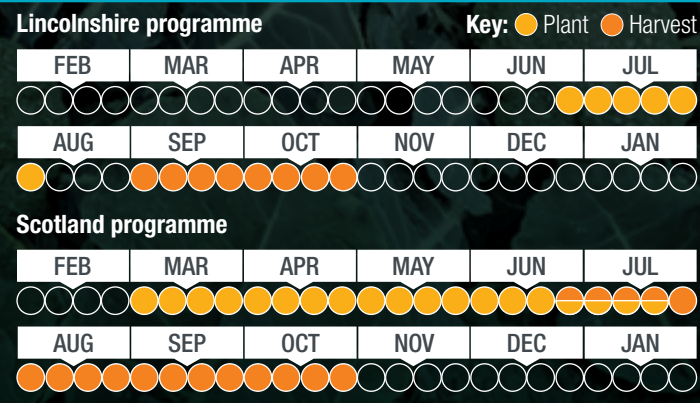 Lincolnshire programme Key: Plant Harvest
FEB MAR APR MAY JUN JUL
AUG SEP OCT NOV DEC JAN
Scotland programme
FEB MAR APR MAY JUN JUL
AUG SEP OCT NOV DEC JAN